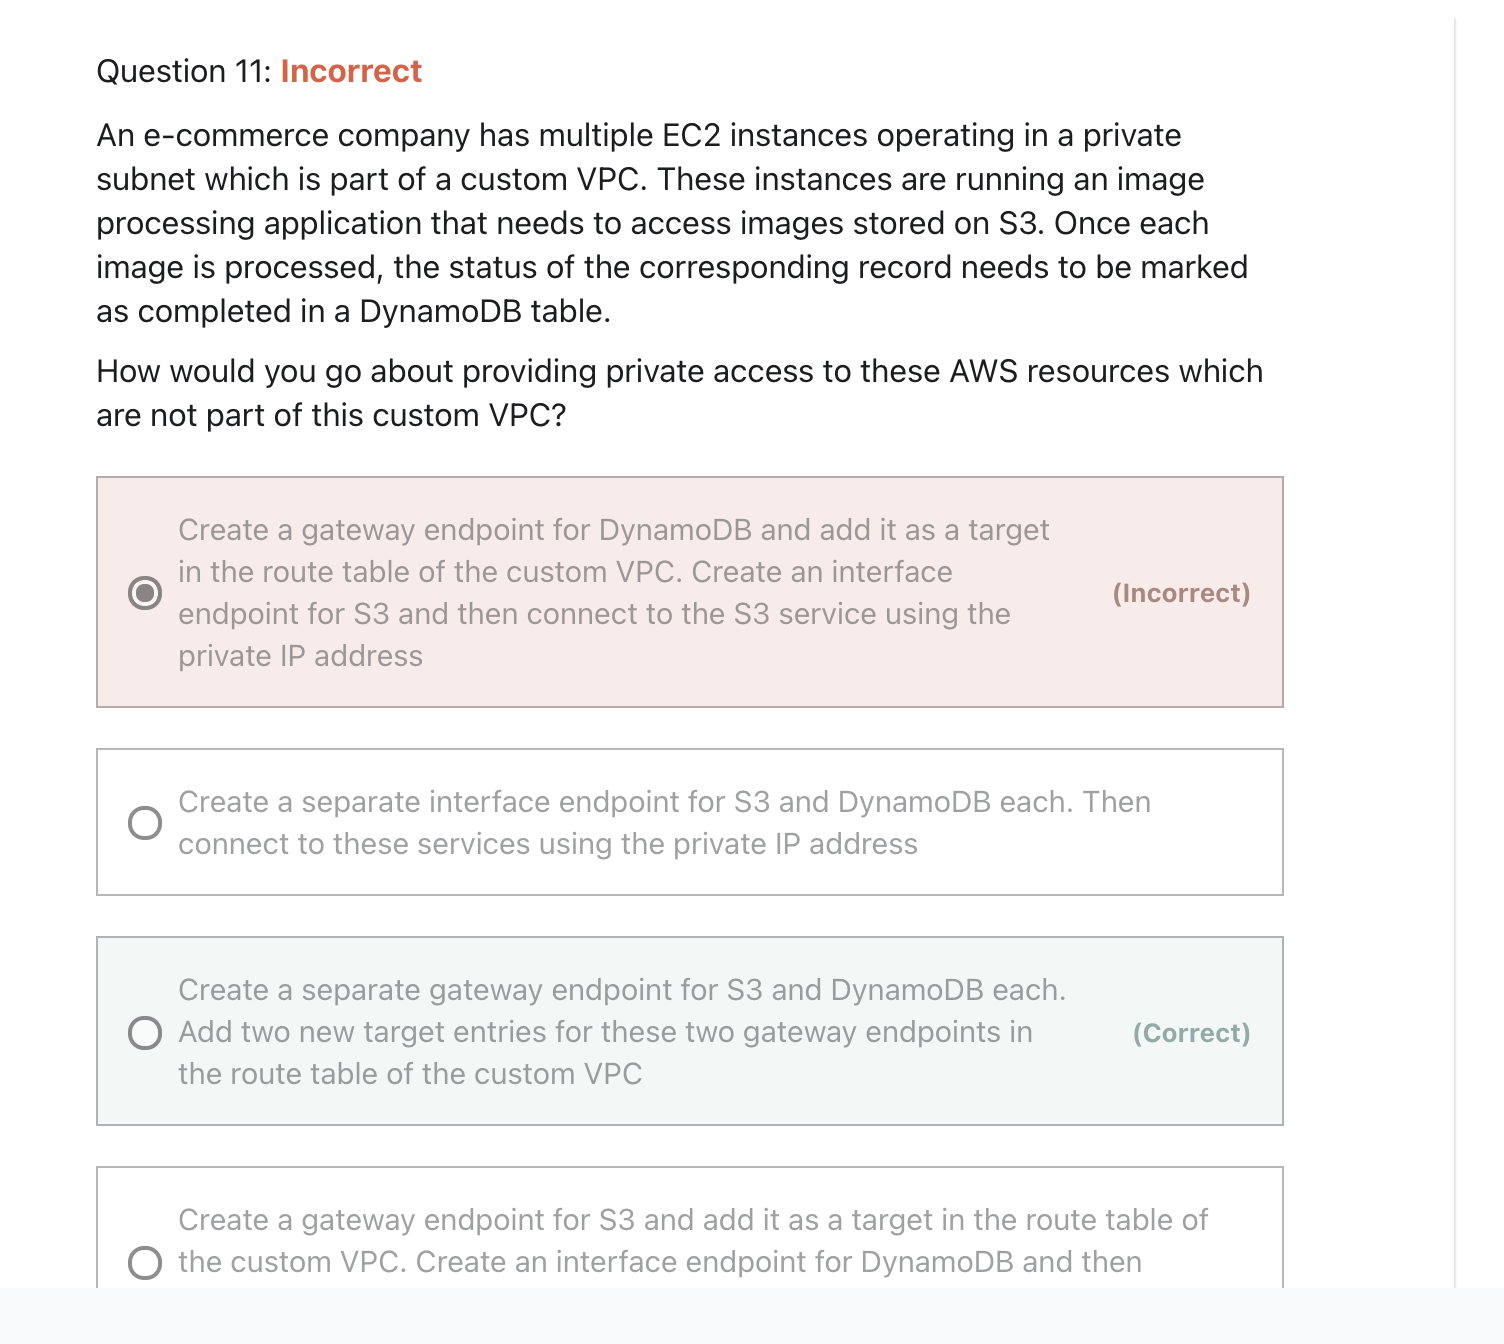 Question 11: Incorrect
An e-commerce company has multiple EC2 instances operating in a private
subnet which is part of a custom VPC. These instances are running an image
processing application that needs to access images stored on S3. Once each
image is processed, the status of the corresponding record needs to be marked
as completed in a DynamoDB table.
How would you go about providing private access to these AWS resources which
are not part of this custom VPC?
Create a gateway endpoint for DynamoDB and add it as a target
in the route table of the custom VPC. Create an interface
endpoint for S3 and then connect to the S3 service using the
private IP address
(Incorrect)
Create a separate interface endpoint for S3 and DynamoDB each. Then
connect to these services using the private IP address
Create a separate gateway endpoint for S3 and DynamoDB each.
Add two new target entries for these two gateway endpoints in
the route table of the custom VPC
(Correct)
Create a gateway endpoint for S3 and add it as a target in the route table of
the custom VPC. Create an interface endpoint for DynamoDB and then